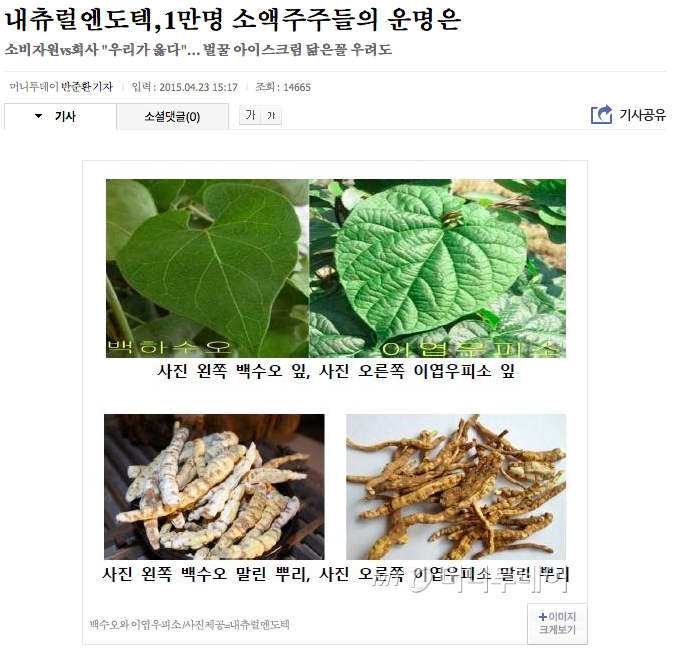 내츄럴엔도텍,1만명 소액주주들의 운명은
소비자원vs회사 "우리가 옳다"... 벌꿀 아이스크림 닮은꼴 우려도
머니투데이 반준환 기자 | 입력 : 2015.04.23 15:17 | 조회 : 14665
기사 소셜댓글(0) 가 가 기사공유
백하수오 이엽우피소
사진 왼쪽 백수오 잎, 사진 오른쪽 이엽우피소 잎
사진 왼쪽 백수오 말린 뿌리, 사진 오른쪽 이엽우피소 말린 뿌리
머니투데이
백수오와 이엽우피소/사진제공=내츄럴엔도텍
+이미지
크게보기